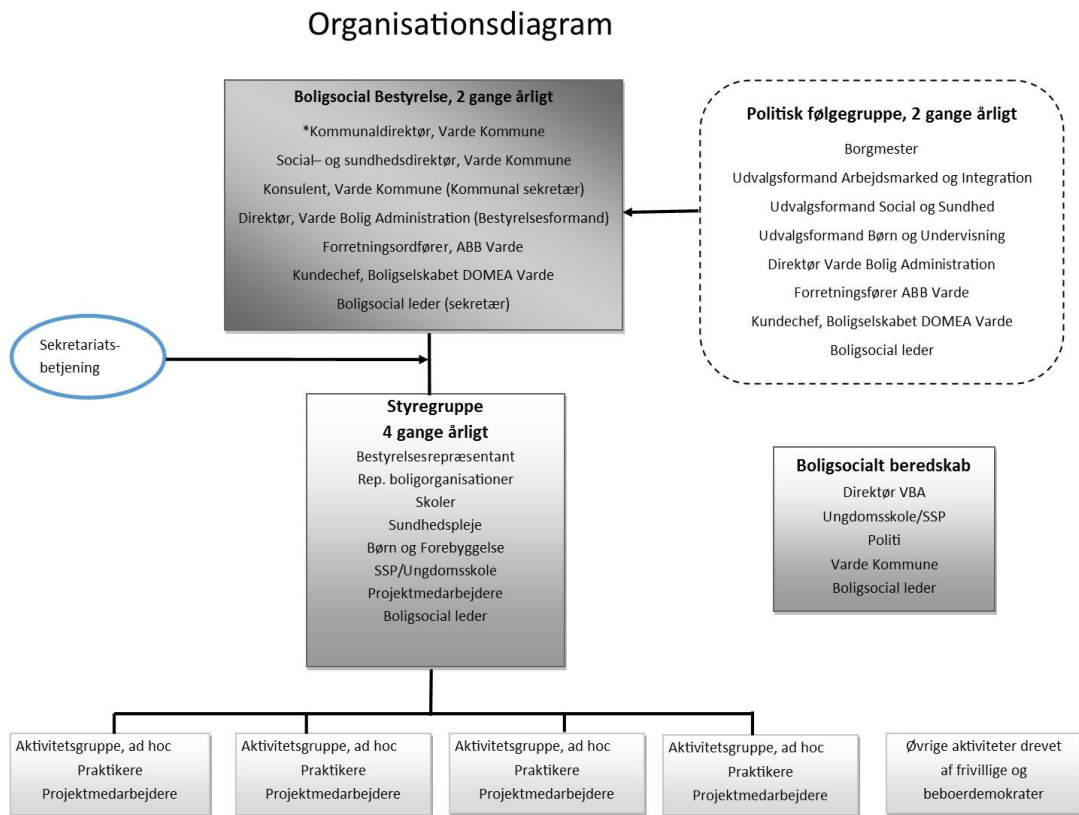 Organisationsdiagram
Boligsocial Bestyrelse, 2 gange årligt
*Kommunaldirektør, Varde Kommune
Social– og sundhedsdirektør, Varde Kommune
Konsulent, Varde Kommune (Kommunal sekretær)
Direktør, Varde Bolig Administration (Bestyrelsesformand)
Forretningsordfører, ABB Varde
Kundechef, Boligselskabet DOMEA Varde
Boligsocial leder (sekretær)
Politisk følgegruppe, 2 gange årligt
Borgmester
Udvalgsformand Arbejdsmarked og Integration
Udvalgsformand Social og Sundhed
Udvalgsformand Børn og Undervisning
Direktør Varde Bolig Administration
Forretningsfører ABB Varde
Kundechef, Boligselskabet DOMEA Varde
Boligsocial leder
Sekretariats-
betjening
Styregruppe
4 gange årligt
Bestyrelsesrepræsentant
Rep. boligorganisationer
Skoler
Sundhedspleje
Børn og Forebyggelse
SSP/Ungdomsskole
Projektmedarbejdere
Boligsocial leder
Boligsocialt beredskab
Direktør VBA
Ungdomsskole/SSP
Politi
Varde Kommune
Boligsocial leder
Aktivitetsgruppe, ad hoc
Praktikere
Projektmedarbejdere
Aktivitetsgruppe, ad hoc
Praktikere
Projektmedarbejdere
Aktivitetsgruppe, ad hoc
Praktikere
Projektmedarbejdere
Aktivitetsgruppe, ad hoc
Praktikere
Projektmedarbejdere
Øvrige aktiviteter drevet
af frivillige og
beboerdemokrater